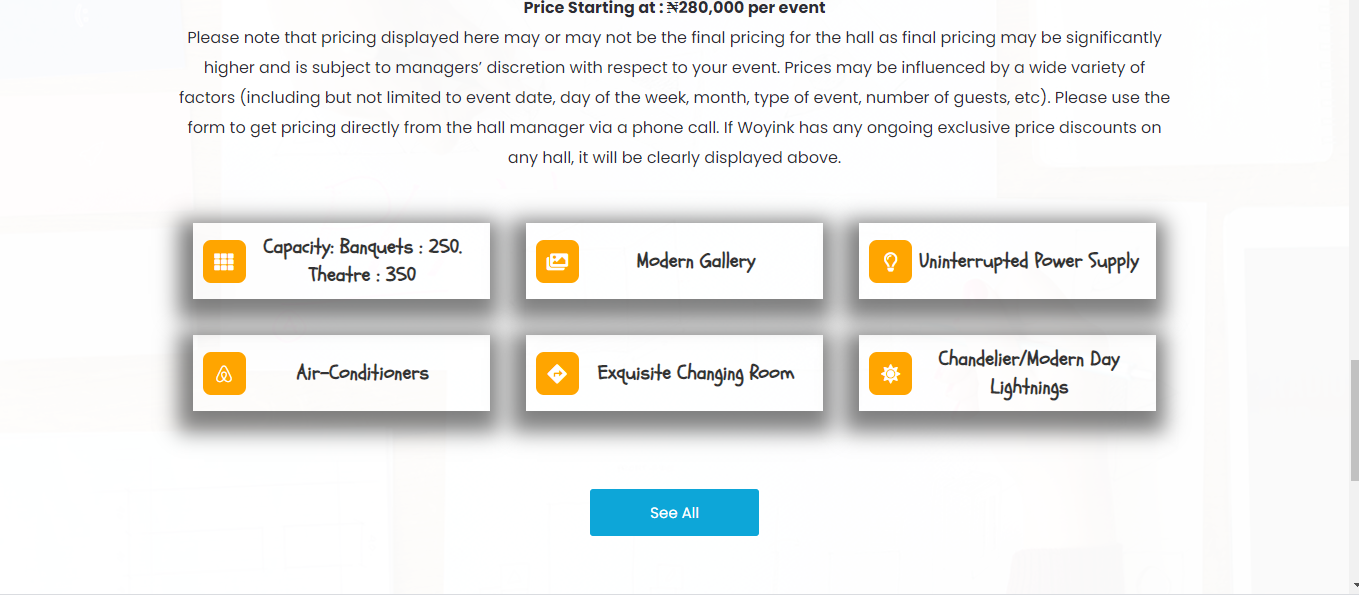 Price Starting at : ₦280,000 per event
Please note that pricing displayed here may or may not be the final pricing for the hall as final pricing may be significantly
higher and is subject to managers’ discretion with respect to your event. Prices may be influenced by a wide variety of
factors (including but not limited to event date, day of the week, month, type of event, number of guests, etc). Please use the
form to get pricing directly from the hall manager via a phone call. If Woyink has any ongoing exclusive price discounts on
any hall, it will be clearly displayed above.
Capacity: Banquets : 250.
Theatre : 350
Modern Gallery
Uninterrupted Power Supply
Air-Conditioners
Exquisite Changing Room
Chandelier/Modern Day
Lightnings
See All